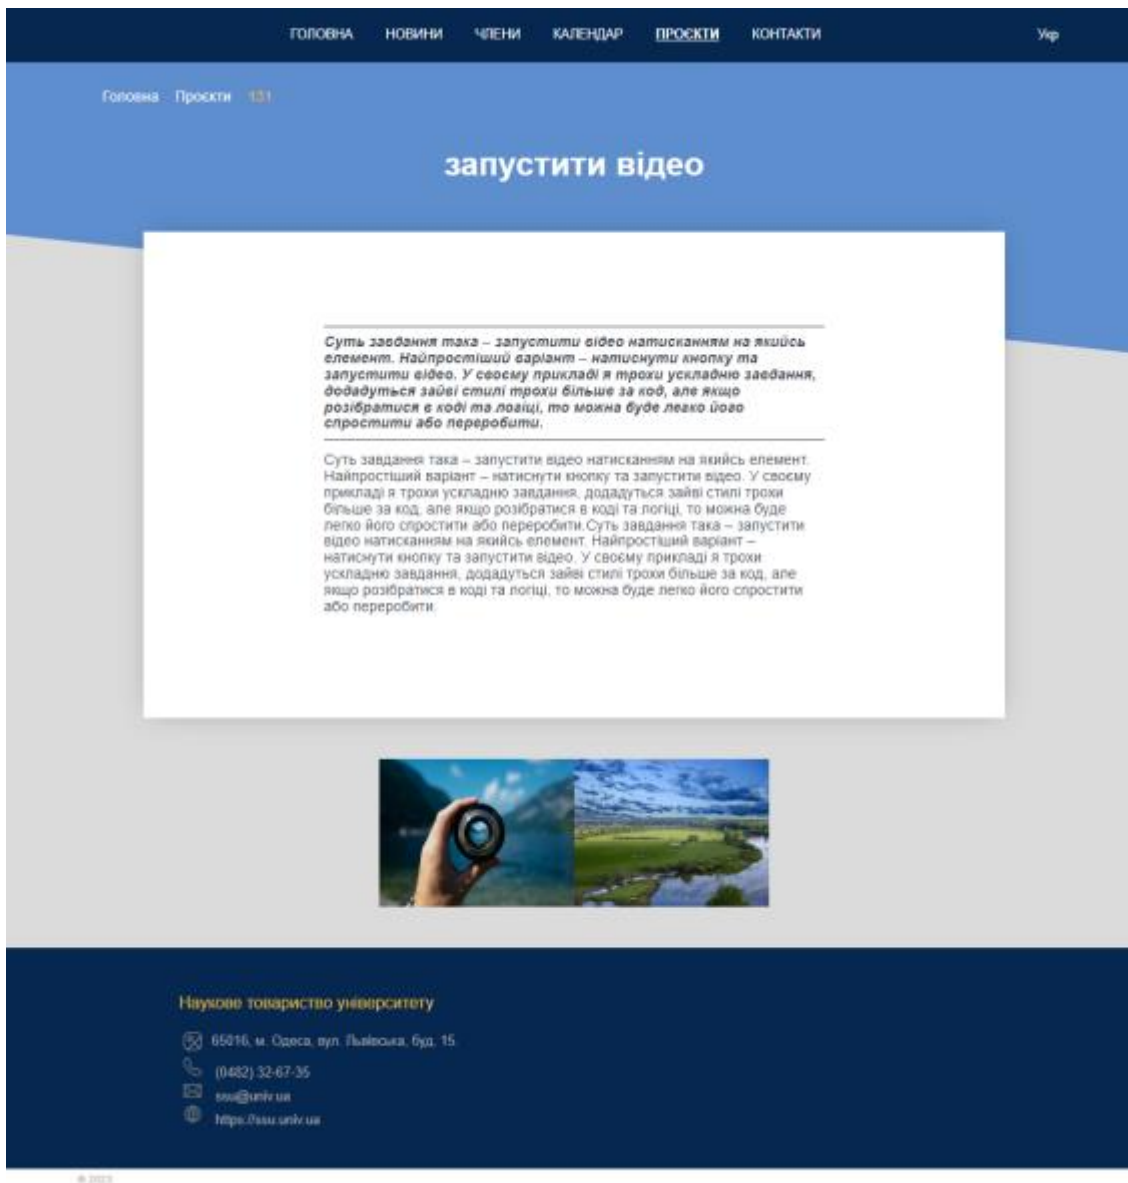 ГОЛОВНА НОВИНИ ЧЛЕНИ КАЛЕНДАР ПРОЄКТИ КОНТАКТИ Укр
Головна Проєкти 131
запустити відео
Суть завдання така – запустити відео натисканням на якийсь
елемент. Найпростіший варіант – натиснути кнопку та
запустити відео. У своєму прикладі я трохи ускладню завдання,
додадуться зайві стилі трохи більше за код, але якщо
розібратися в коді та логіці, то можна буде легко його
спростити або переробити.
Суть завдання така – запустити відео натисканням на якийсь елемент.
Найпростіший варіант – натиснути кнопку та запустити відео. У своєму
прикладі я трохи ускладню завдання, додадуться зайві стилі трохи
більше за код, але якщо розібратися в коді та логіці, то можна буде
легко його спростити або переробити.Суть завдання така – запустити
відео натисканням на якийсь елемент. Найпростіший варіант –
натиснути кнопку та запустити відео. У своєму прикладі я трохи
ускладню завдання, додадуться зайві стилі трохи більше за код, але
якщо розібратися в коді та логіці, то можна буде легко його спростити
або переробити.
Наукове товариство університету
65016, м. Одеса, вул. Львівська, буд. 15.
(0482) 32-67-35
ssu@univ.ua
https://ssu.univ.ua
© 2023